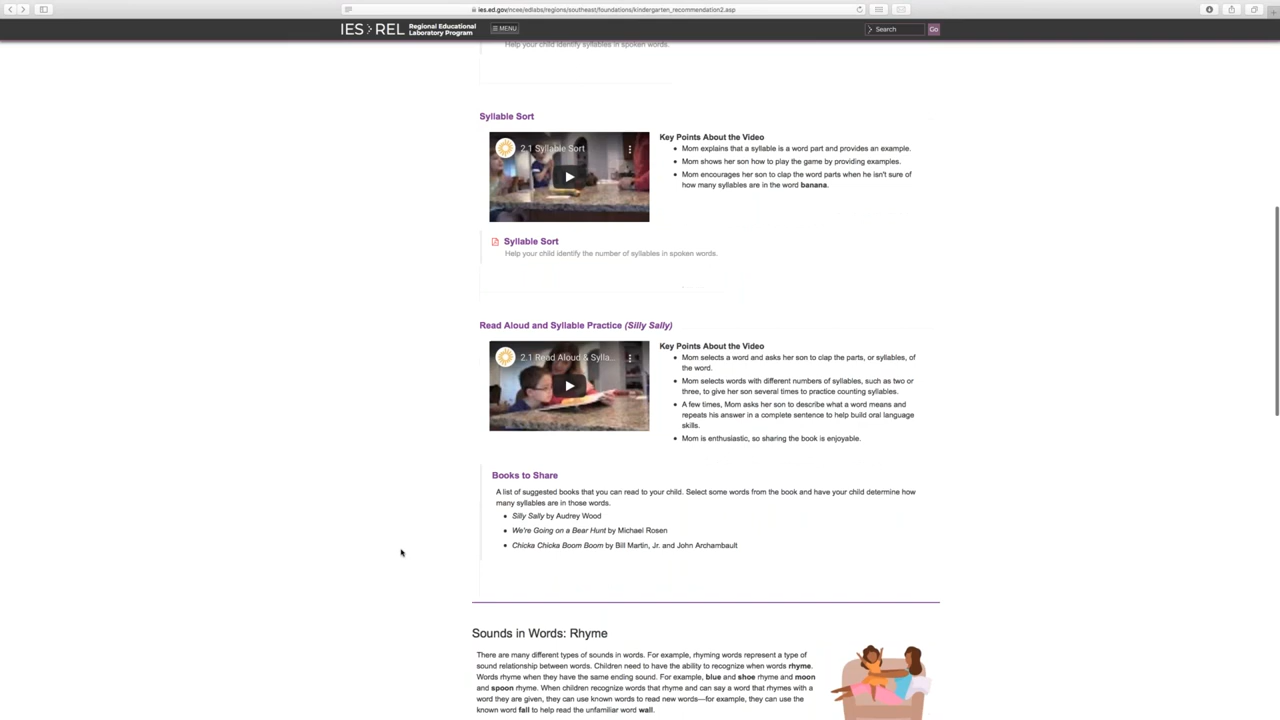 ies.ed.gov/ncee/edlabs/regions/southeast/foundations/kindergarten_recommendation2.asp
IES REL Regional Educational
Laboratory Program
MENU
Search
Go
Help your child identify syllables in spoken words.
Syllable Sort
2.1 Syllable Sort
Key Points About the Video
Mom explains that a syllable is a word part and provides an example.
Mom shows her son how to play the game by providing examples.
Mom encourages her son to clap the word parts when he isn't sure of
how many syllables are in the word banana.
Syllable Sort
Help your child identify the number of syllables in spoken words.
Read Aloud and Syllable Practice (Silly Sally)
2.1 Read Aloud & Sylla...
Key Points About the Video
Mom selects a word and asks her son to clap the parts, or syllables, of
the word.
Mom selects words with different numbers of syllables, such as two or
three, to give her son several times to practice counting syllables.
A few times, Mom asks her son to describe what a word means and
repeats his answer in a complete sentence to help build oral language
skills.
Mom is enthusiastic, so sharing the book is enjoyable.
Books to Share
A list of suggested books that you can read to your child. Select some words from the book and have your child determine how
many syllables are in those words.
Silly Sally by Audrey Wood
We're Going on a Bear Hunt by Michael Rosen
Chicka Chicka Boom Boom by Bill Martin, Jr. and John Archambault
Sounds in Words: Rhyme
There are many different types of sounds in words. For example, rhyming words represent a type of
sound relationship between words. Children need to have the ability to recognize when words rhyme.
Words rhyme when they have the same ending sound. For example, blue and shoe rhyme and moon
and spoon rhyme. When children recognize words that rhyme and can say a word that rhymes with a
word they are given, they can use known words to read new words—for example, they can use the
known word fall to help read the unfamiliar word wall.